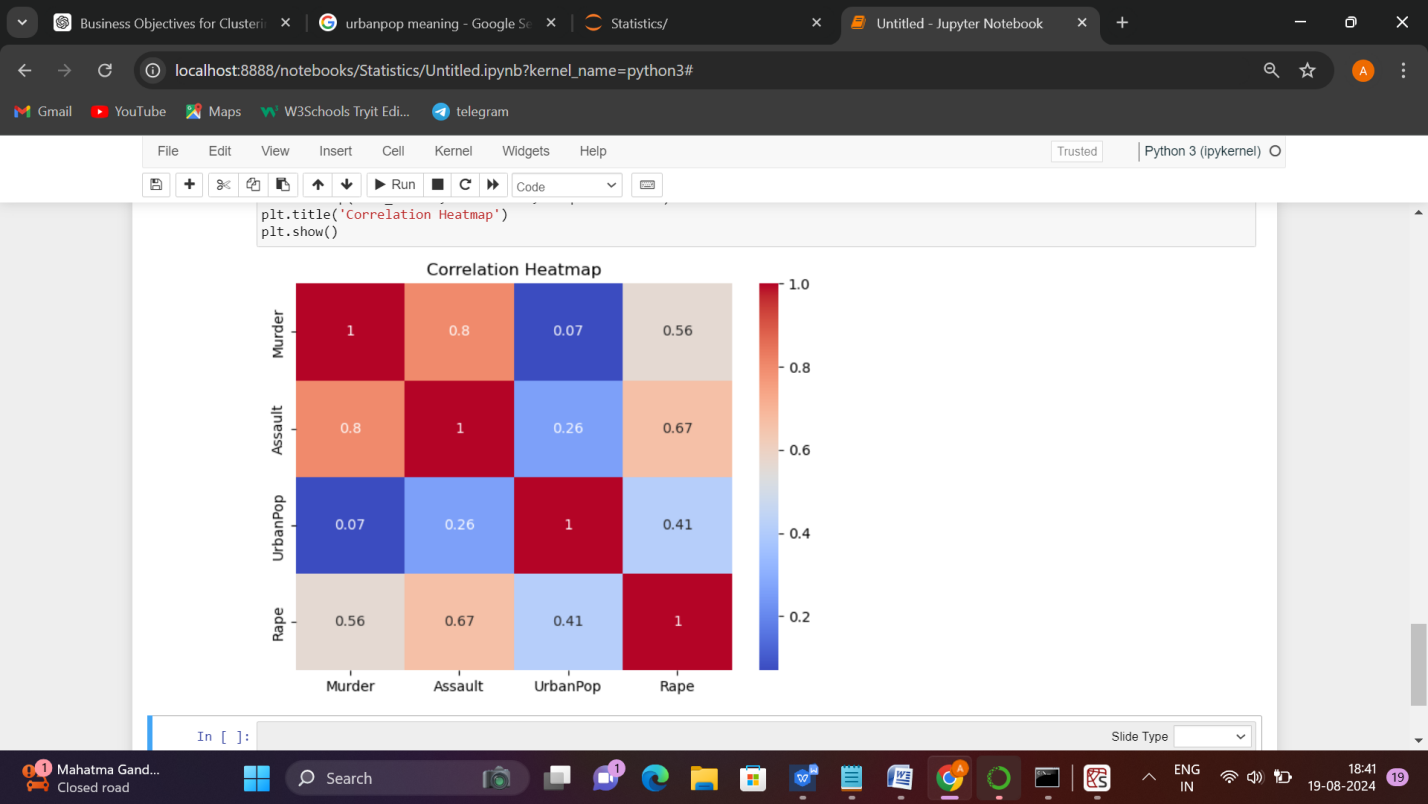 Business Objectives for Clusteri
urbanpop meaning - Google Se
Statistics/
Untitled - Jupyter Notebook
localhost:8888/notebooks/Statistics/Untitled.ipynb?kernel_name=python3#
A
Gmail
YouTube
Maps
W3Schools Tryit Edi...
telegram
File Edit View Insert Cell Kernel Widgets Help
Trusted
Python 3 (ipykernel)
Run
Code
plt.title('Correlation Heatmap')
plt.show()
Correlation Heatmap
Murder 1 0.8 0.07 0.56
Assault 0.8 1 0.26 0.67
UrbanPop 0.07 0.26 1 0.41
Rape 0.56 0.67 0.41 1
Murder Assault UrbanPop Rape
1.0
0.8
0.6
0.4
0.2
In [ ]:
Slide Type
1
Mahatma Gand...
Closed road
Search
1
A
ENG
IN
18:41
19-08-2024
19